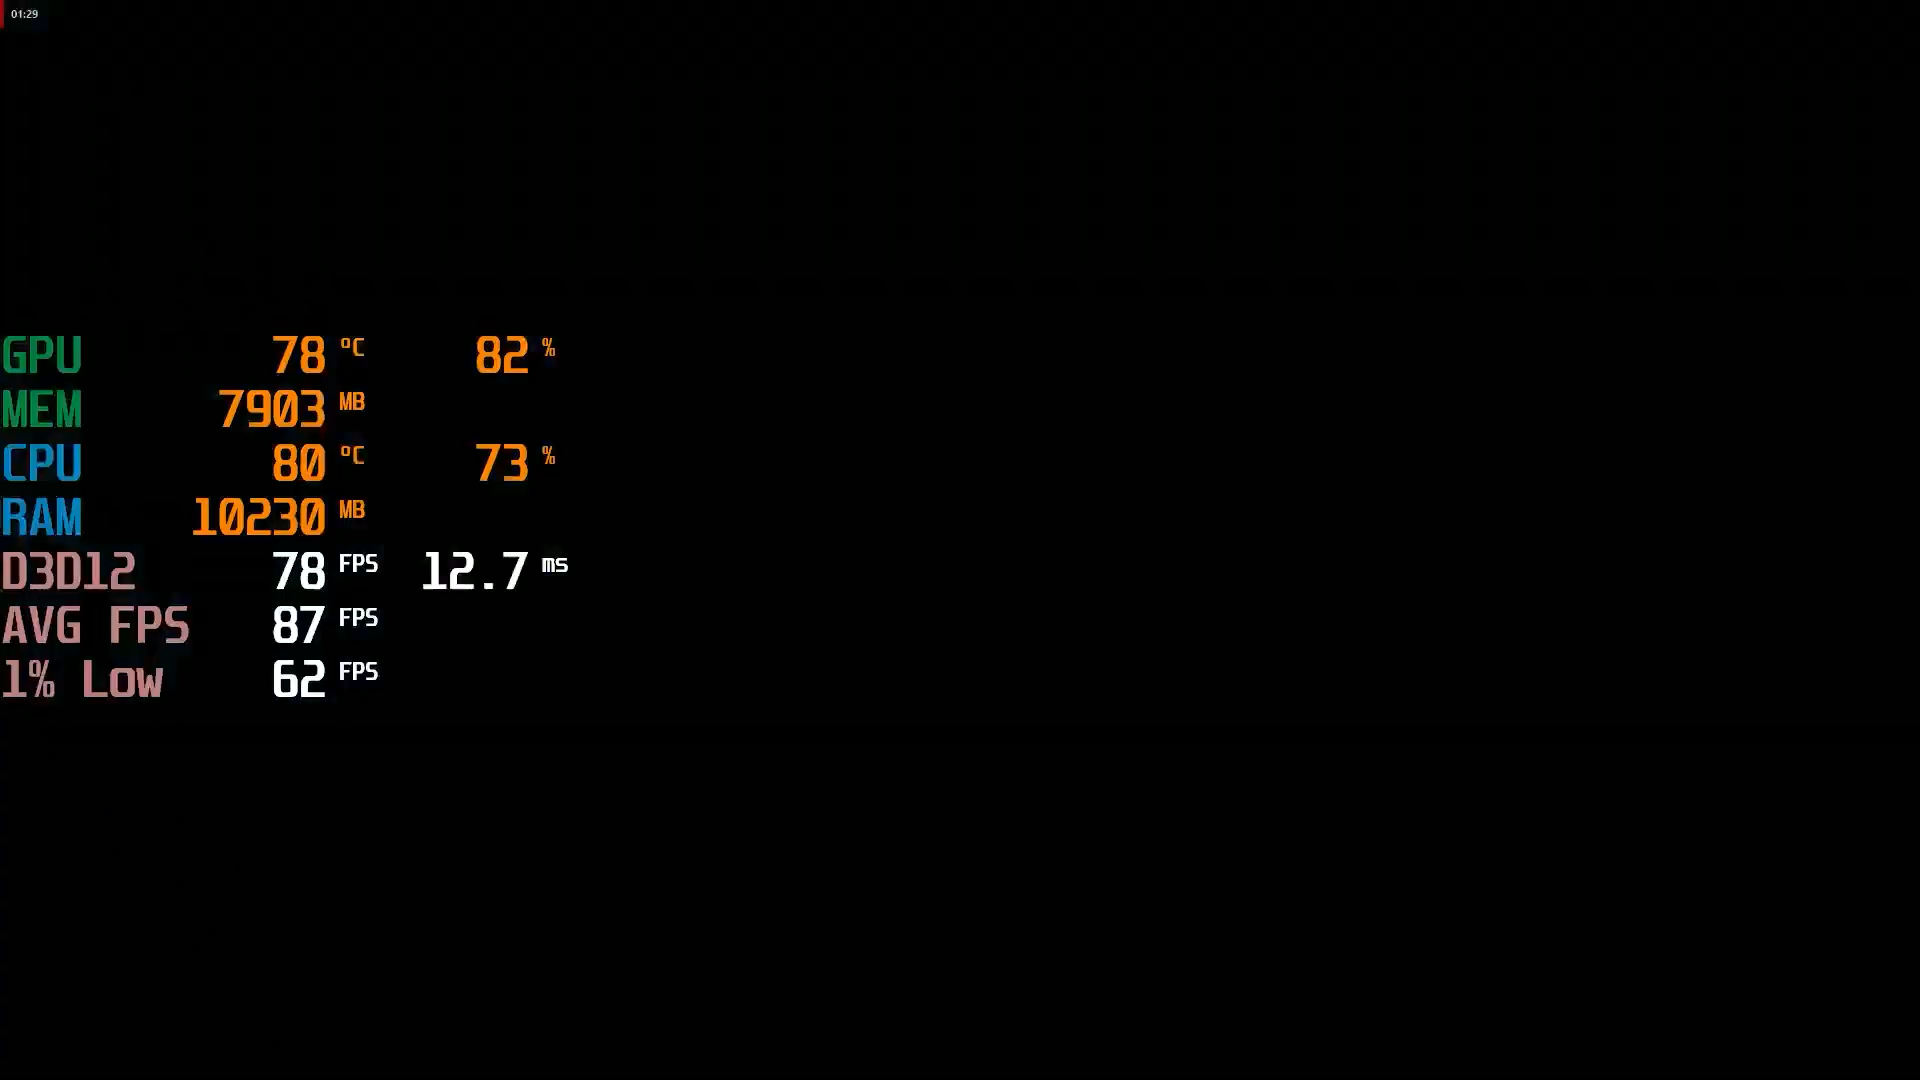 01:29
GPU 78 °C 82 %
MEM 7903 MB
CPU 80 °C 73 %
RAM 10230 MB
D3D12 78 FPS 12.7 ms
AVG FPS 87 FPS
1% Low 62 FPS